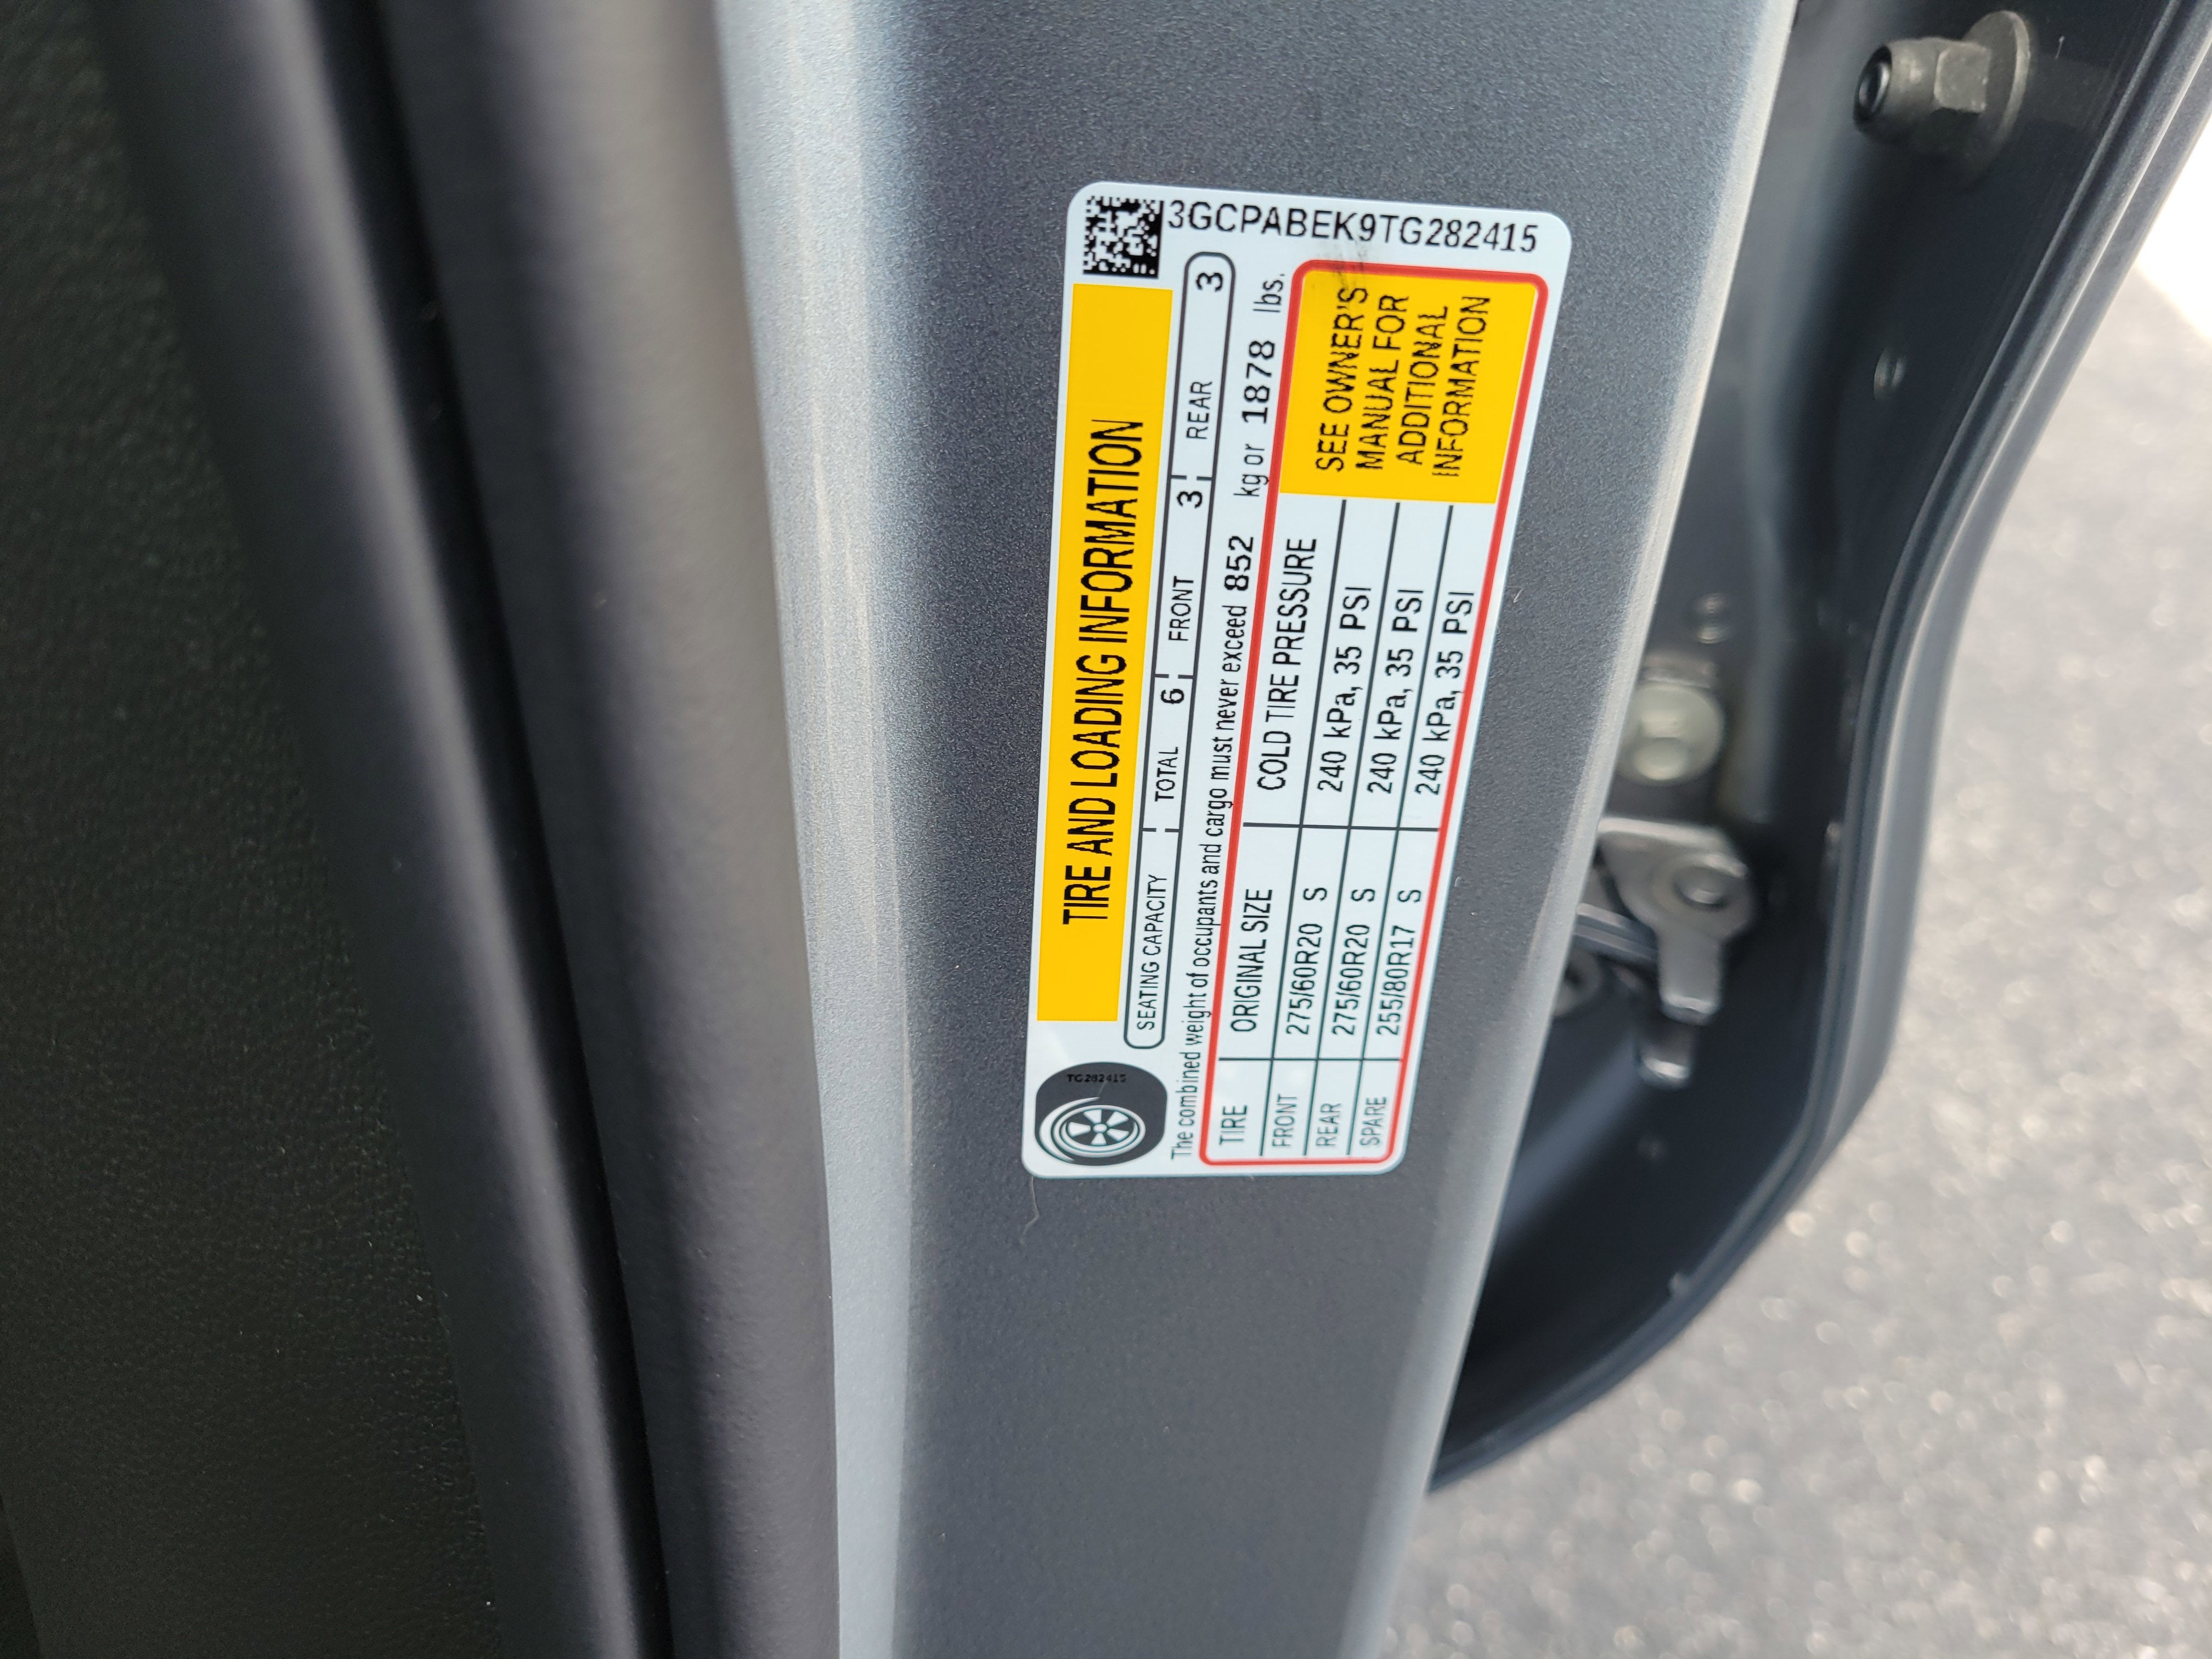 3GCPABEK9TG282415
TIRE AND LOADING INFORMATION
TG282415
SEATING CAPACITY TOTAL 6 FRONT 3 REAR 3
The combined weight of occupants and cargo must never exceed 852 kg or 1878 lbs.
TIRE ORIGINAL SIZE COLD TIRE PRESSURE
FRONT 275/60R20 S 240 kPa, 35 PSI
REAR 275/60R20 S 240 kPa, 35 PSI
SPARE 255/80R17 S 240 kPa, 35 PSI
SEE OWNER'S
MANUAL FOR
ADDITIONAL
INFORMATION